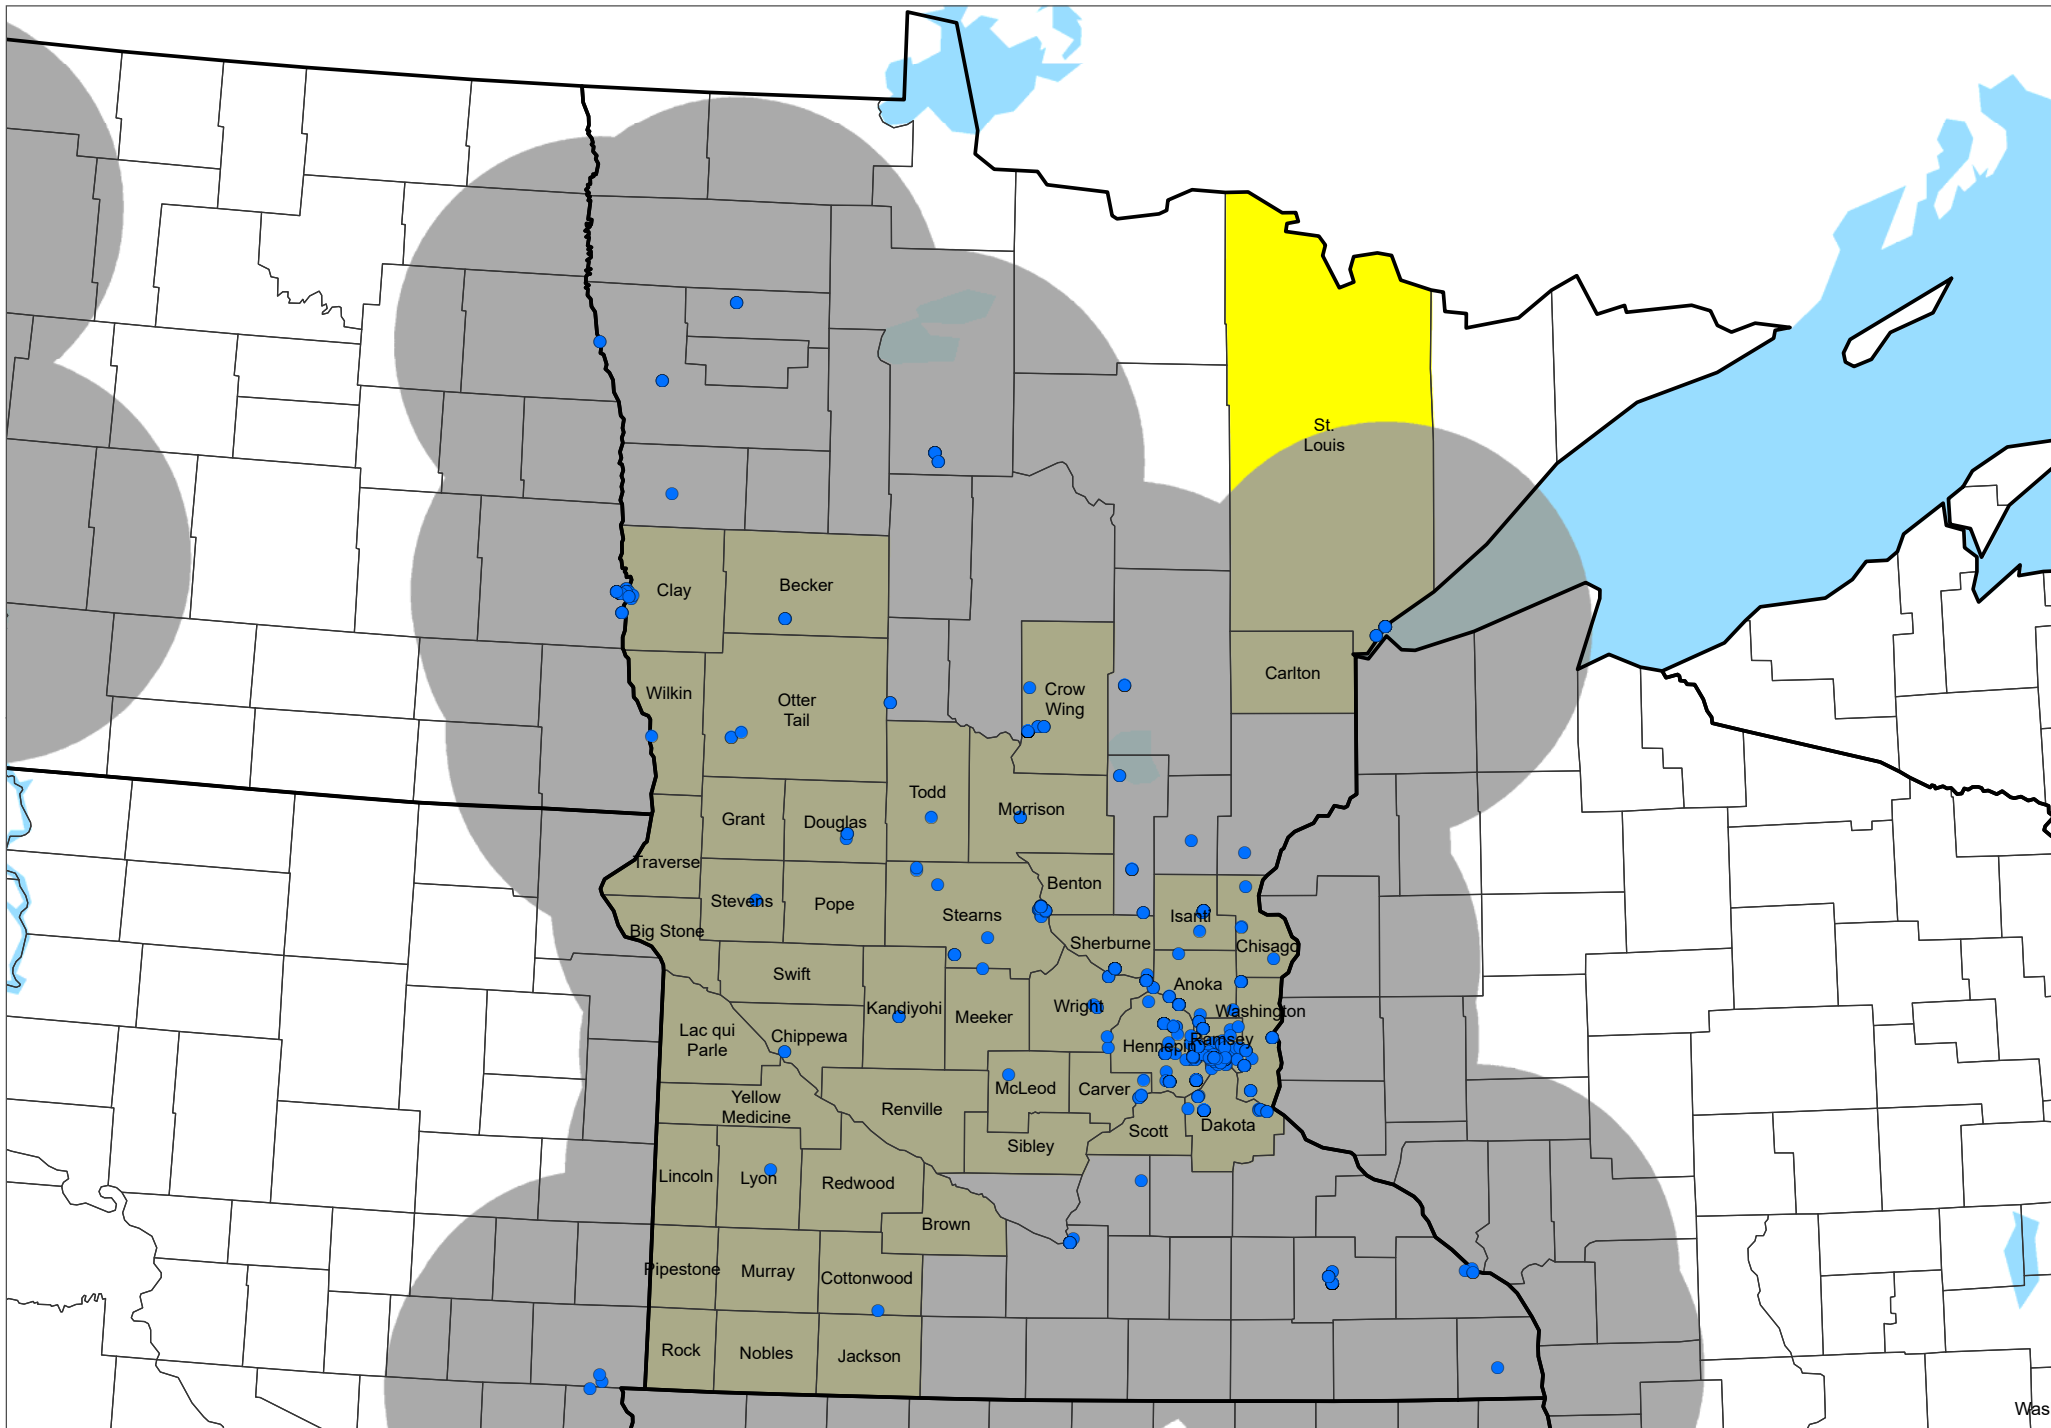 St.
Louis
Clay
Becker
Carlton
Wilkin
Otter
Tail
Crow
Wing
Todd
Morrison
Grant
Douglas
Traverse
Benton
Stevens
Pope
Stearns
Isanti
Big Stone
Sherburne
Chisago
Swift
Anoka
Kandiyohi
Meeker
Wright
Washington
Lac qui
Parle
Chippewa
Hennepin
Ramsey
McLeod
Carver
Yellow
Medicine
Renville
Scott
Dakota
Sibley
Lincoln
Lyon
Redwood
Brown
Pipestone
Murray
Cottonwood
Rock
Nobles
Jackson
Was